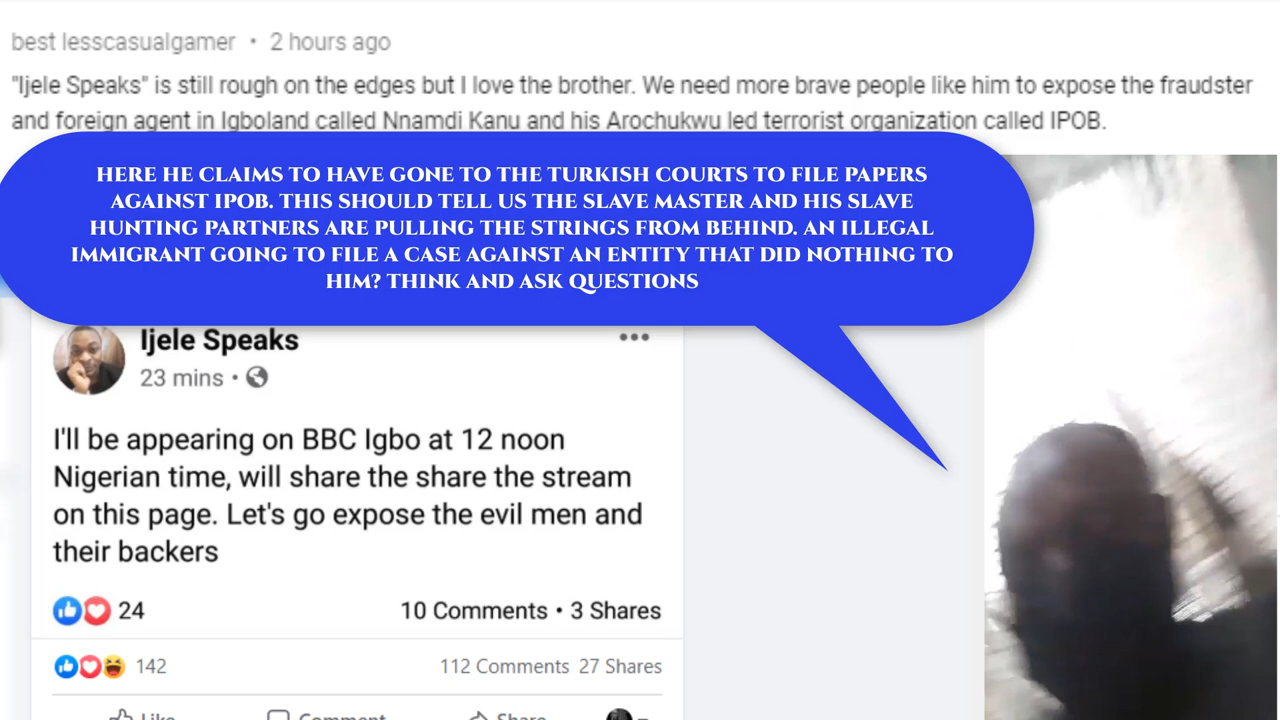 best lesscasualgamer • 2 hours ago
"Ijele Speaks" is still rough on the edges but I love the brother. We need more brave people like him to expose the fraudster
and foreign agent in Igboland called Nnamdi Kanu and his Arochukwu led terrorist organization called IPOB.
HERE HE CLAIMS TO HAVE GONE TO THE TURKISH COURTS TO FILE PAPERS
AGAINST IPOB. THIS SHOULD TELL US THE SLAVE MASTER AND HIS SLAVE
HUNTING PARTNERS ARE PULLING THE STRINGS FROM BEHIND. AN ILLEGAL
IMMIGRANT GOING TO FILE A CASE AGAINST AN ENTITY THAT DID NOTHING TO
HIM? THINK AND ASK QUESTIONS
Ijele Speaks
23 mins •
I'll be appearing on BBC Igbo at 12 noon
Nigerian time, will share the share the stream
on this page. Let's go expose the evil men and
their backers
24 10 Comments • 3 Shares
142 112 Comments 27 Shares
Like Comment Share